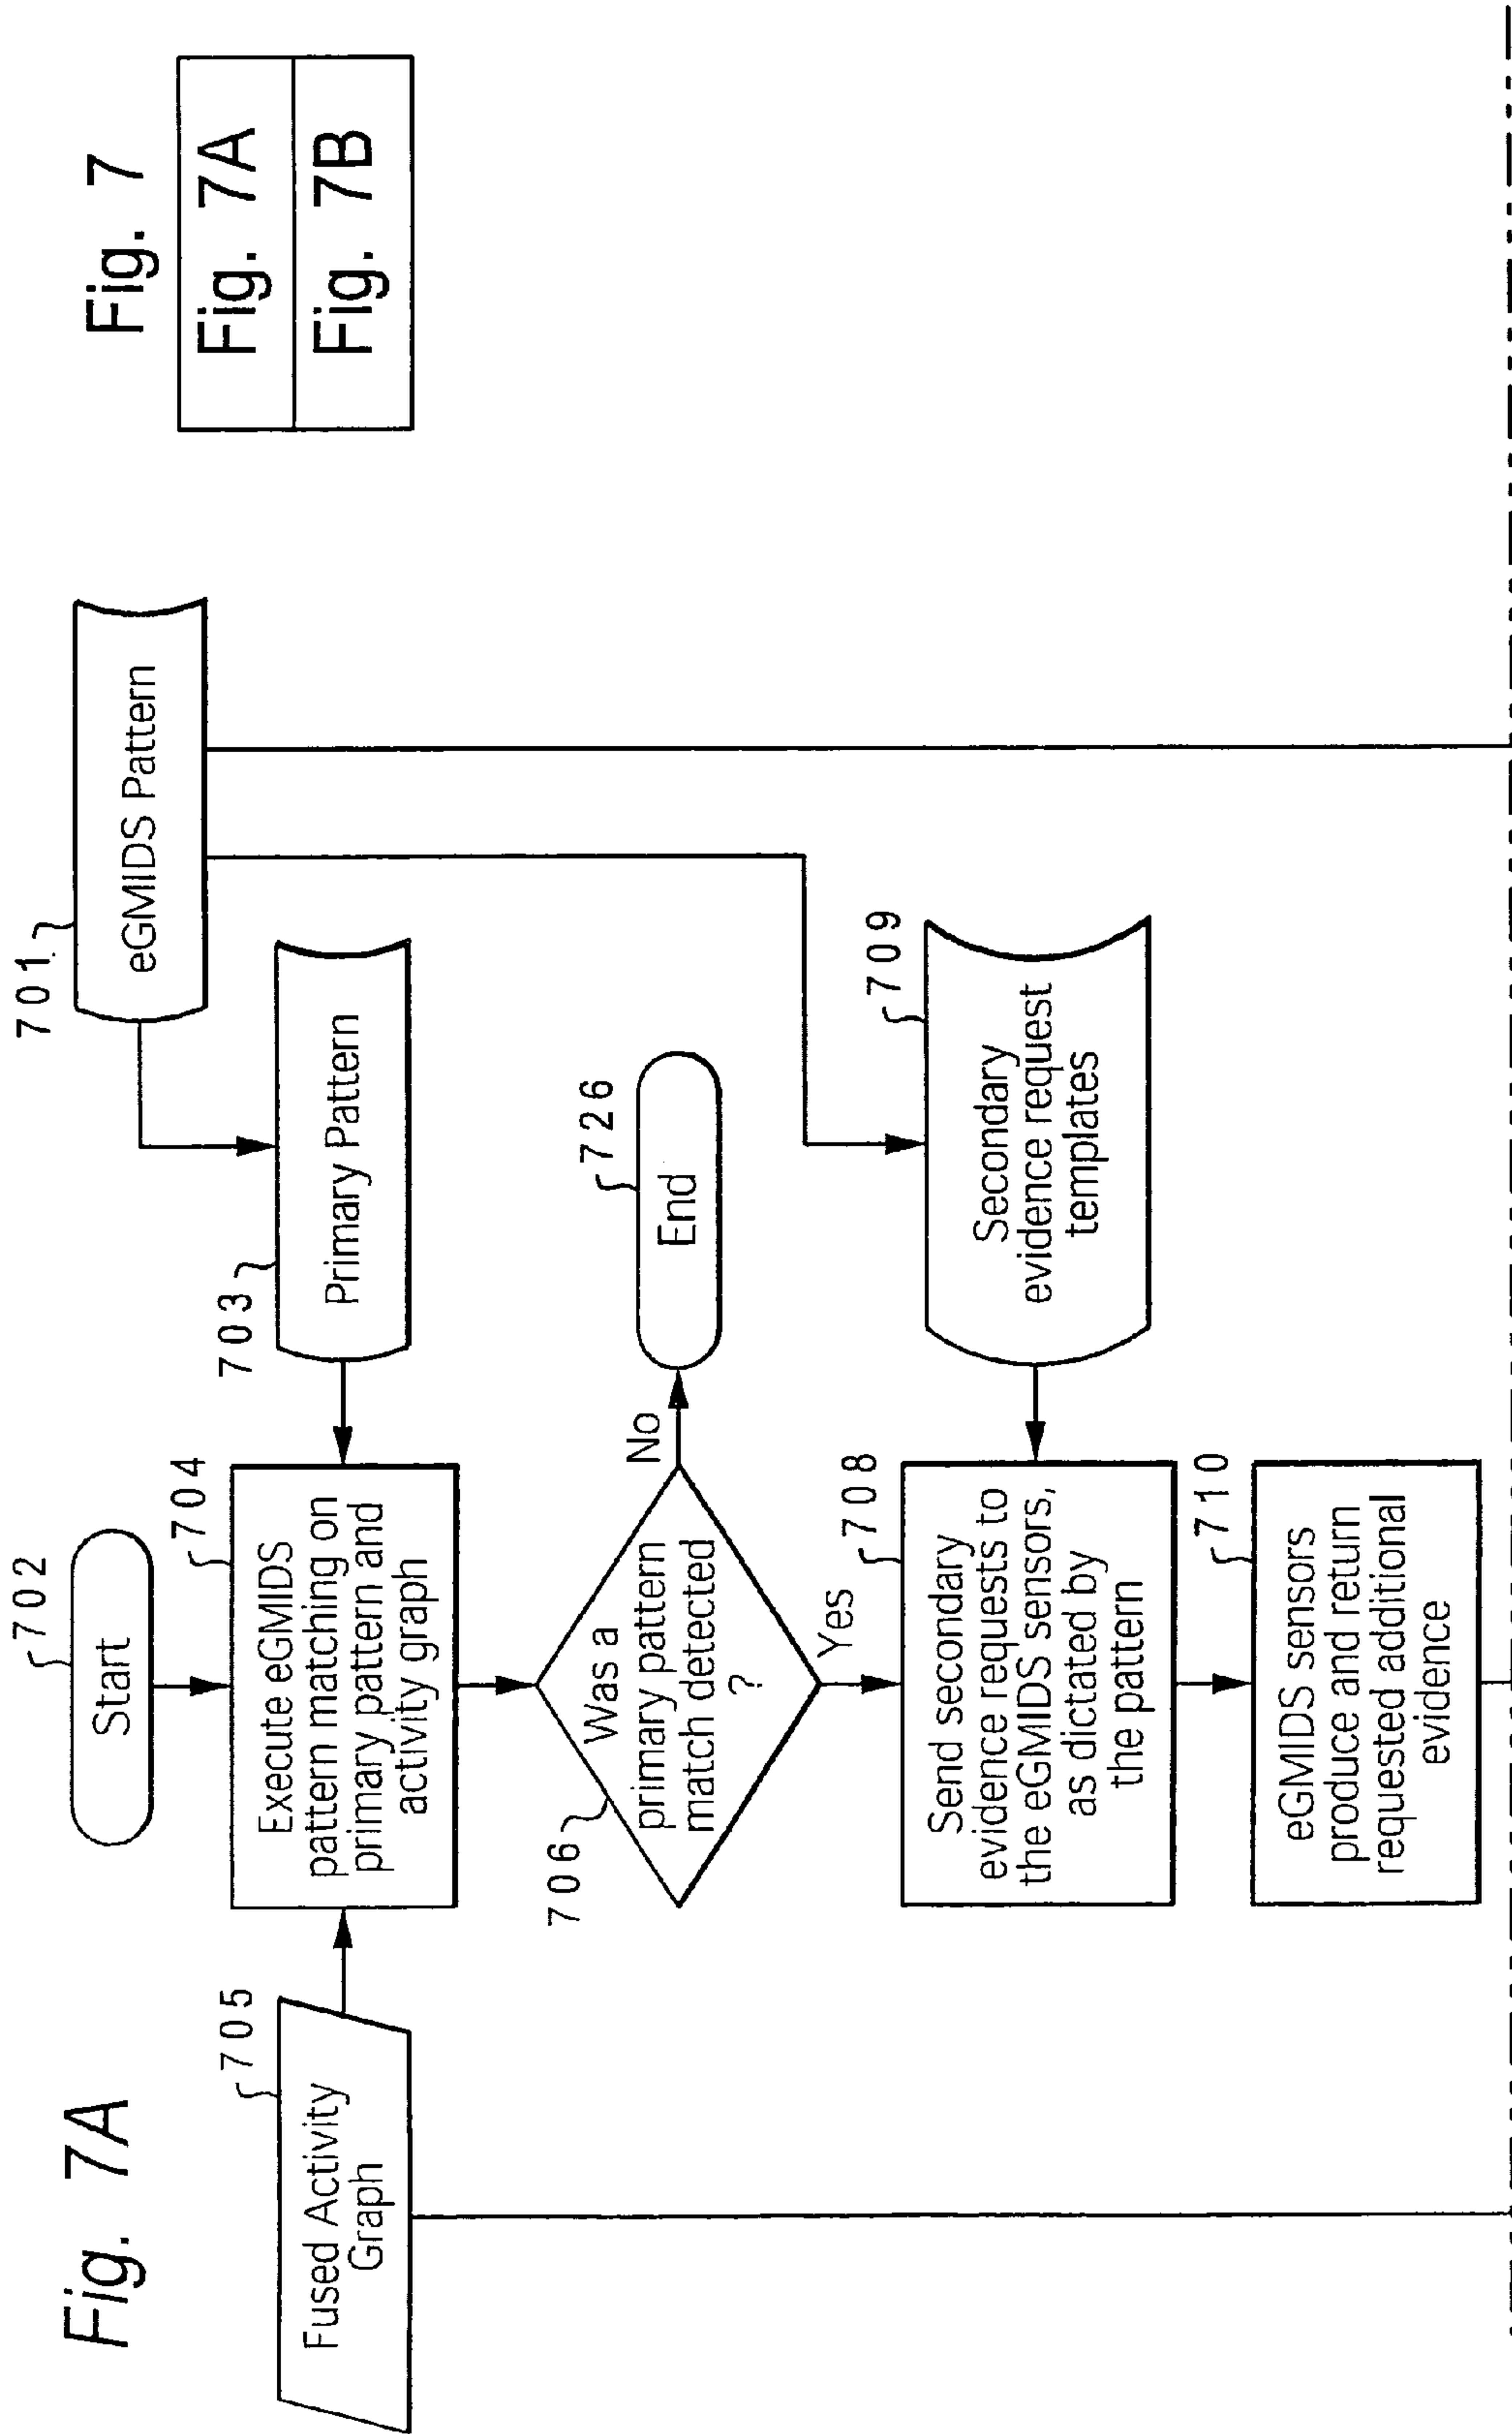 Fig. 7A
Fig. 7
Fig. 7A
Fig. 7B
702
Start
701
eGMIDS Pattern
705
Fused Activity
Graph
704
Execute eGMIDS
pattern matching on
primary pattern and
activity graph
703
Primary Pattern
706
Was a
primary pattern
match detected
?
No
726
End
Yes
708
Send secondary
evidence requests to
the eGMIDS sensors,
as dictated by
the pattern
709
Secondary
evidence request
templates
710
eGMIDS sensors
produce and return
requested additional
evidence